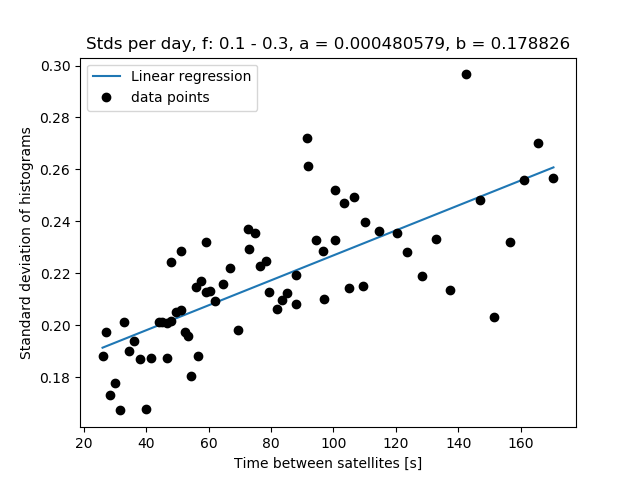 Stds per day, f: 0.1 - 0.3, a = 0.000480579, b = 0.178826
Linear regression
data points
0.30
0.28
0.26
0.24
0.22
0.20
0.18
Standard deviation of histograms
20 40 60 80 100 120 140 160
Time between satellites [s]